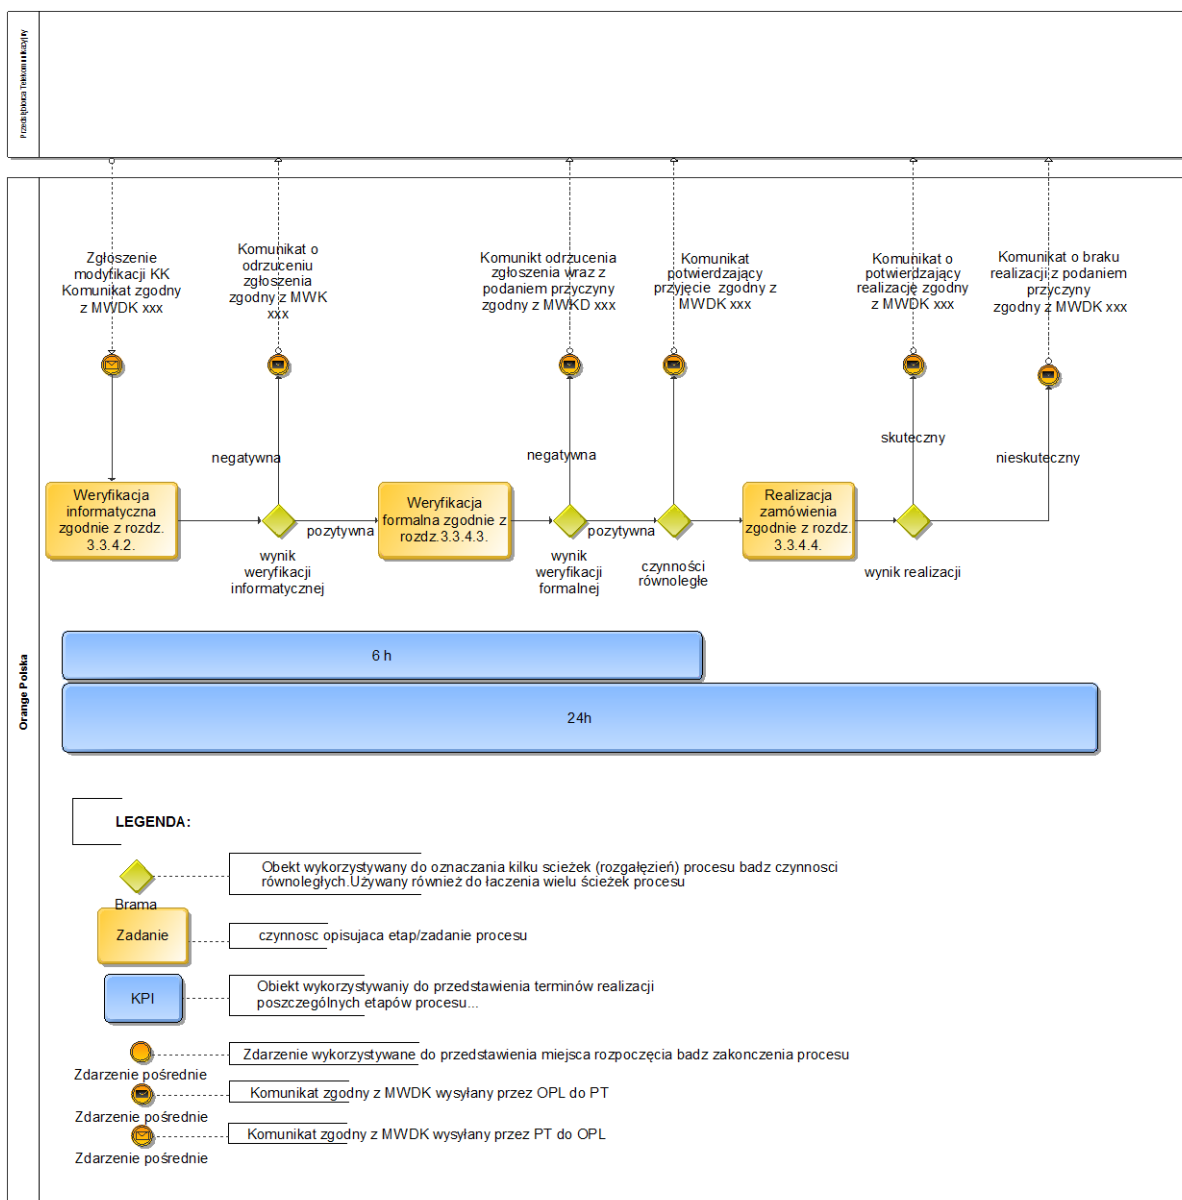 Przedsiębiorca Telekomunikacyjny
Zgłoszenie
modyfikacji KK
Komunikat zgodny
z MWDK xxx
Komunikat o
odrzuceniu
zgłoszenia
zgodny z MWK
xxx
Komunikt odrzucenia
zgłoszenia wraz z
podaniem przyczyny
zgodny z MWKD xxx
Komunikat
potwierdzający
przyjęcie zgodny z
MWDK xxx
Komunikat o
potwierdzający
realizację zgodny
z MWDK xxx
Komunikat o braku
realizacji z podaniem
przyczyny
zgodny z MWDK xxx
negatywna
negatywna
skuteczny
nieskuteczny
Weryfikacja
informatyczna
zgodnie z rozdz.
3.3.4.2.
pozytywna
wynik
weryfikacji
informatycznej
Weryfikacja
formalna zgodnie z
rozdz.3.3.4.3.
pozytywna
wynik
weryfikacji
formalnej
czynności
równoległe
Realizacja
zamówienia
zgodnie z rozdz.
3.3.4.4.
wynik realizacji
Orange Polska
6 h
24h
LEGENDA:
Obekt wykorzystywany do oznaczania kilku scieżek (rozgałęzień) procesu badz czynnosci
równoległych.Używany również do łaczenia wielu ścieżek procesu
Brama
Zadanie
czynnosc opisujaca etap/zadanie procesu
KPI
Obiekt wykorzystywaniy do przedstawienia terminów realizacji
poszczególnych etapów procesu...
Zdarzenie wykorzystywane do przedstawienia miejsca rozpoczęcia badz zakonczenia procesu
Zdarzenie pośrednie
Komunikat zgodny z MWDK wysyłany przez OPL do PT
Zdarzenie pośrednie
Komunikat zgodny z MWDK wysyłany przez PT do OPL
Zdarzenie pośrednie